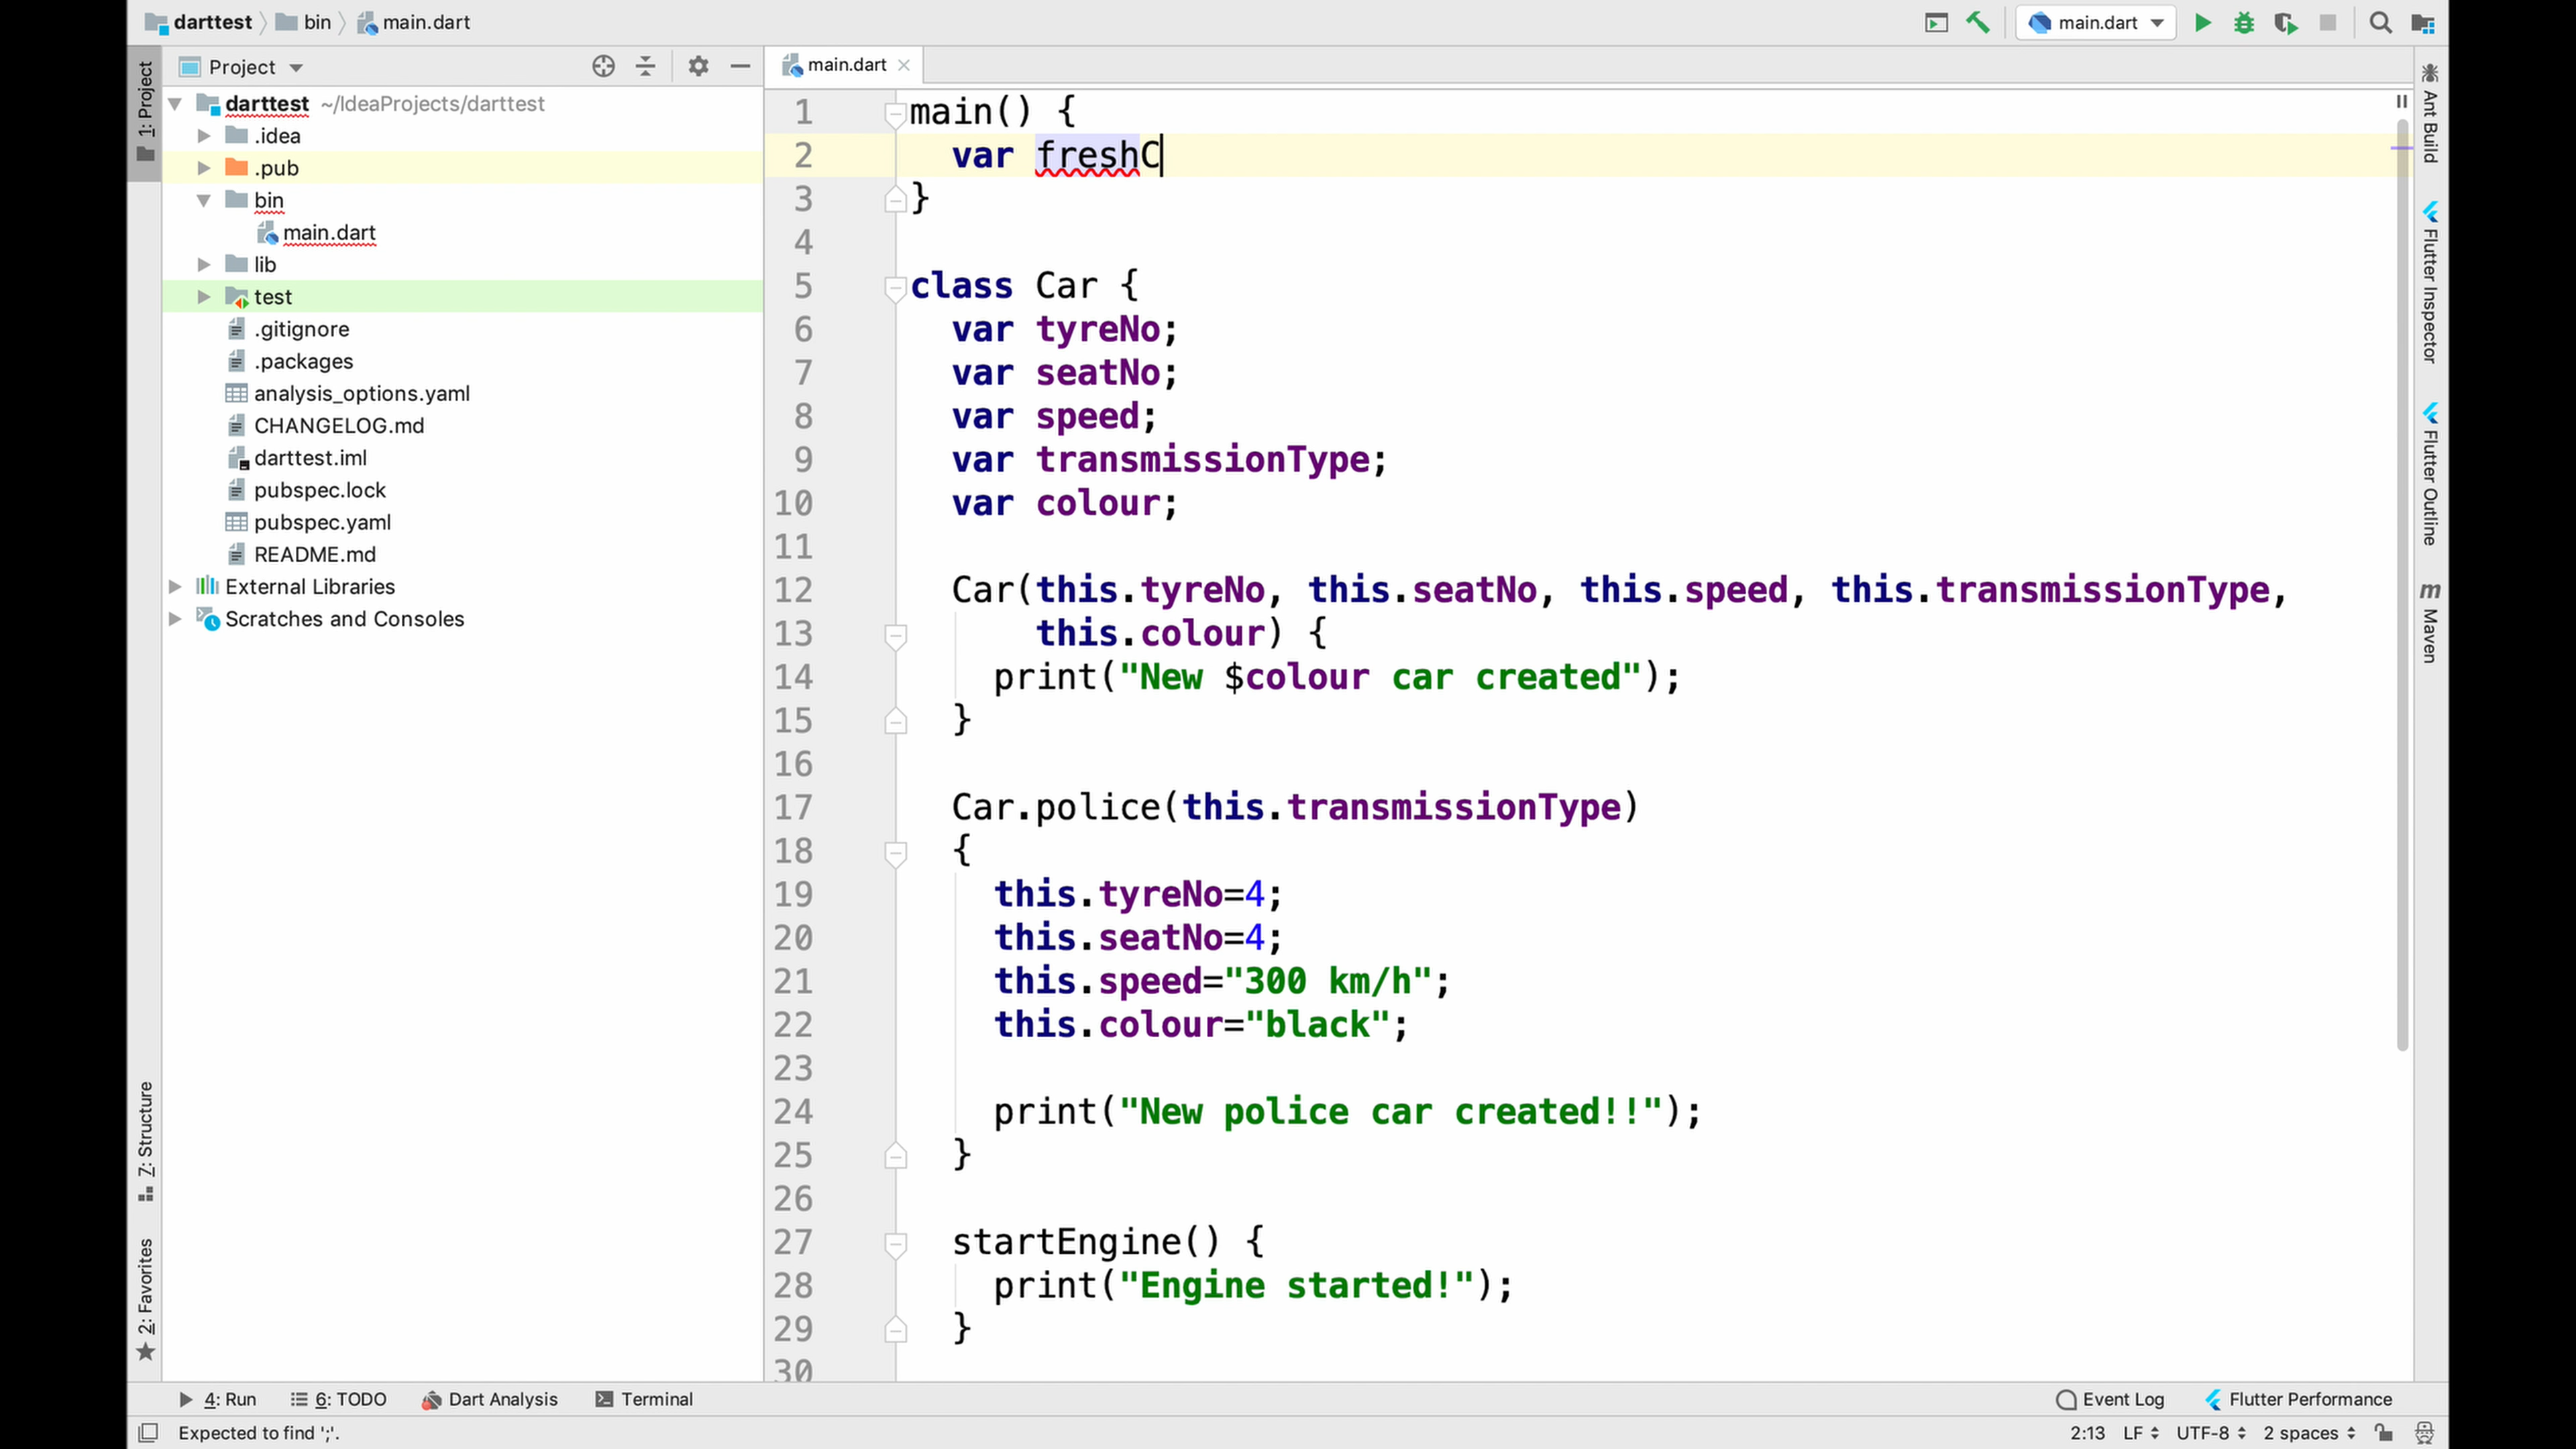 darttest bin main.dart main.dart
1: Project
Project
main.dart
darttest ~/IdeaProjects/darttest
.idea
.pub
bin
main.dart
lib
test
.gitignore
.packages
analysis_options.yaml
CHANGELOG.md
darttest.iml
pubspec.lock
pubspec.yaml
README.md
External Libraries
Scratches and Consoles
7: Structure
2: Favorites
1 main() {
2 var freshC
3 }
4
5 class Car {
6 var tyreNo;
7 var seatNo;
8 var speed;
9 var transmissionType;
10 var colour;
11
12 Car(this.tyreNo, this.seatNo, this.speed, this.transmissionType,
13 this.colour) {
14 print("New $colour car created");
15 }
16
17 Car.police(this.transmissionType)
18 {
19 this.tyreNo=4;
20 this.seatNo=4;
21 this.speed="300 km/h";
22 this.colour="black";
23
24 print("New police car created!!");
25 }
26
27 startEngine() {
28 print("Engine started!");
29 }
30
Ant Build
Flutter Inspector
Flutter Outline
m Maven
4: Run 6: TODO Dart Analysis Terminal Event Log Flutter Performance
Expected to find ';'. 2:13 LF UTF-8 2 spaces